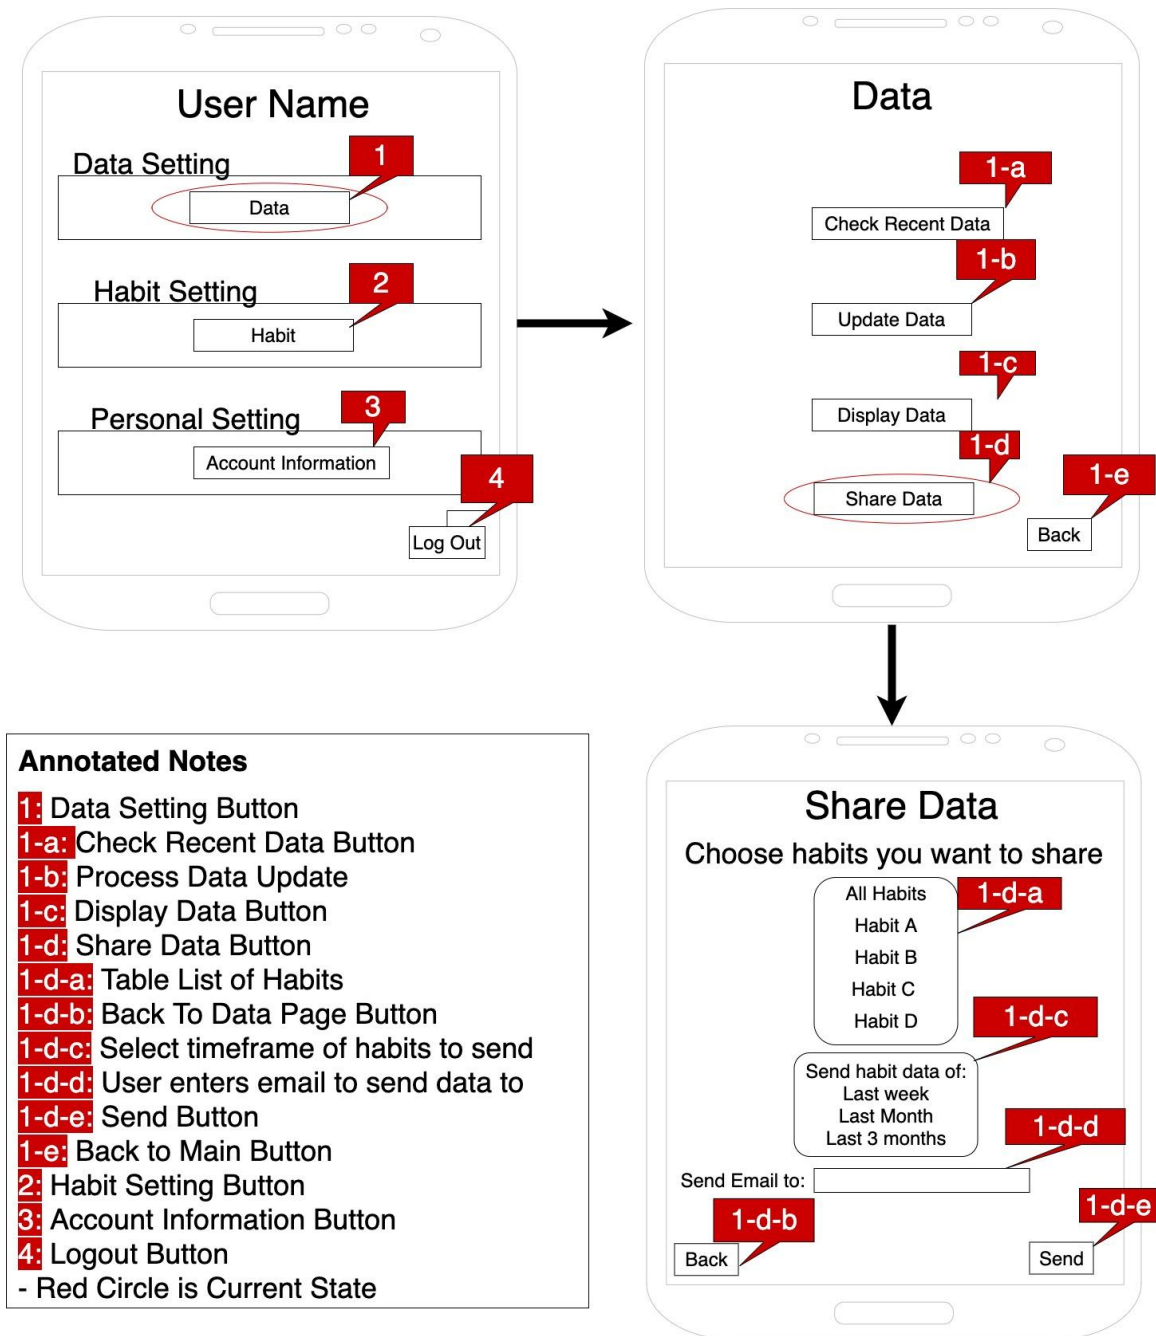 User Name
Data Setting
1
Data
Habit Setting
2
Habit
Personal Setting
3
Account Information
4
Log Out
Data
1-a
Check Recent Data
1-b
Update Data
1-c
Display Data
1-d
Share Data
1-e
Back
Share Data
Choose habits you want to share
All Habits
1-d-a
Habit A
Habit B
Habit C
Habit D
1-d-c
Send habit data of:
Last week
Last Month
Last 3 months
1-d-d
Send Email to:
1-d-b
Back
1-d-e
Send
Annotated Notes
1: Data Setting Button
1-a: Check Recent Data Button
1-b: Process Data Update
1-c: Display Data Button
1-d: Share Data Button
1-d-a: Table List of Habits
1-d-b: Back To Data Page Button
1-d-c: Select timeframe of habits to send
1-d-d: User enters email to send data to
1-d-e: Send Button
1-e: Back to Main Button
2: Habit Setting Button
3: Account Information Button
4: Logout Button
- Red Circle is Current State